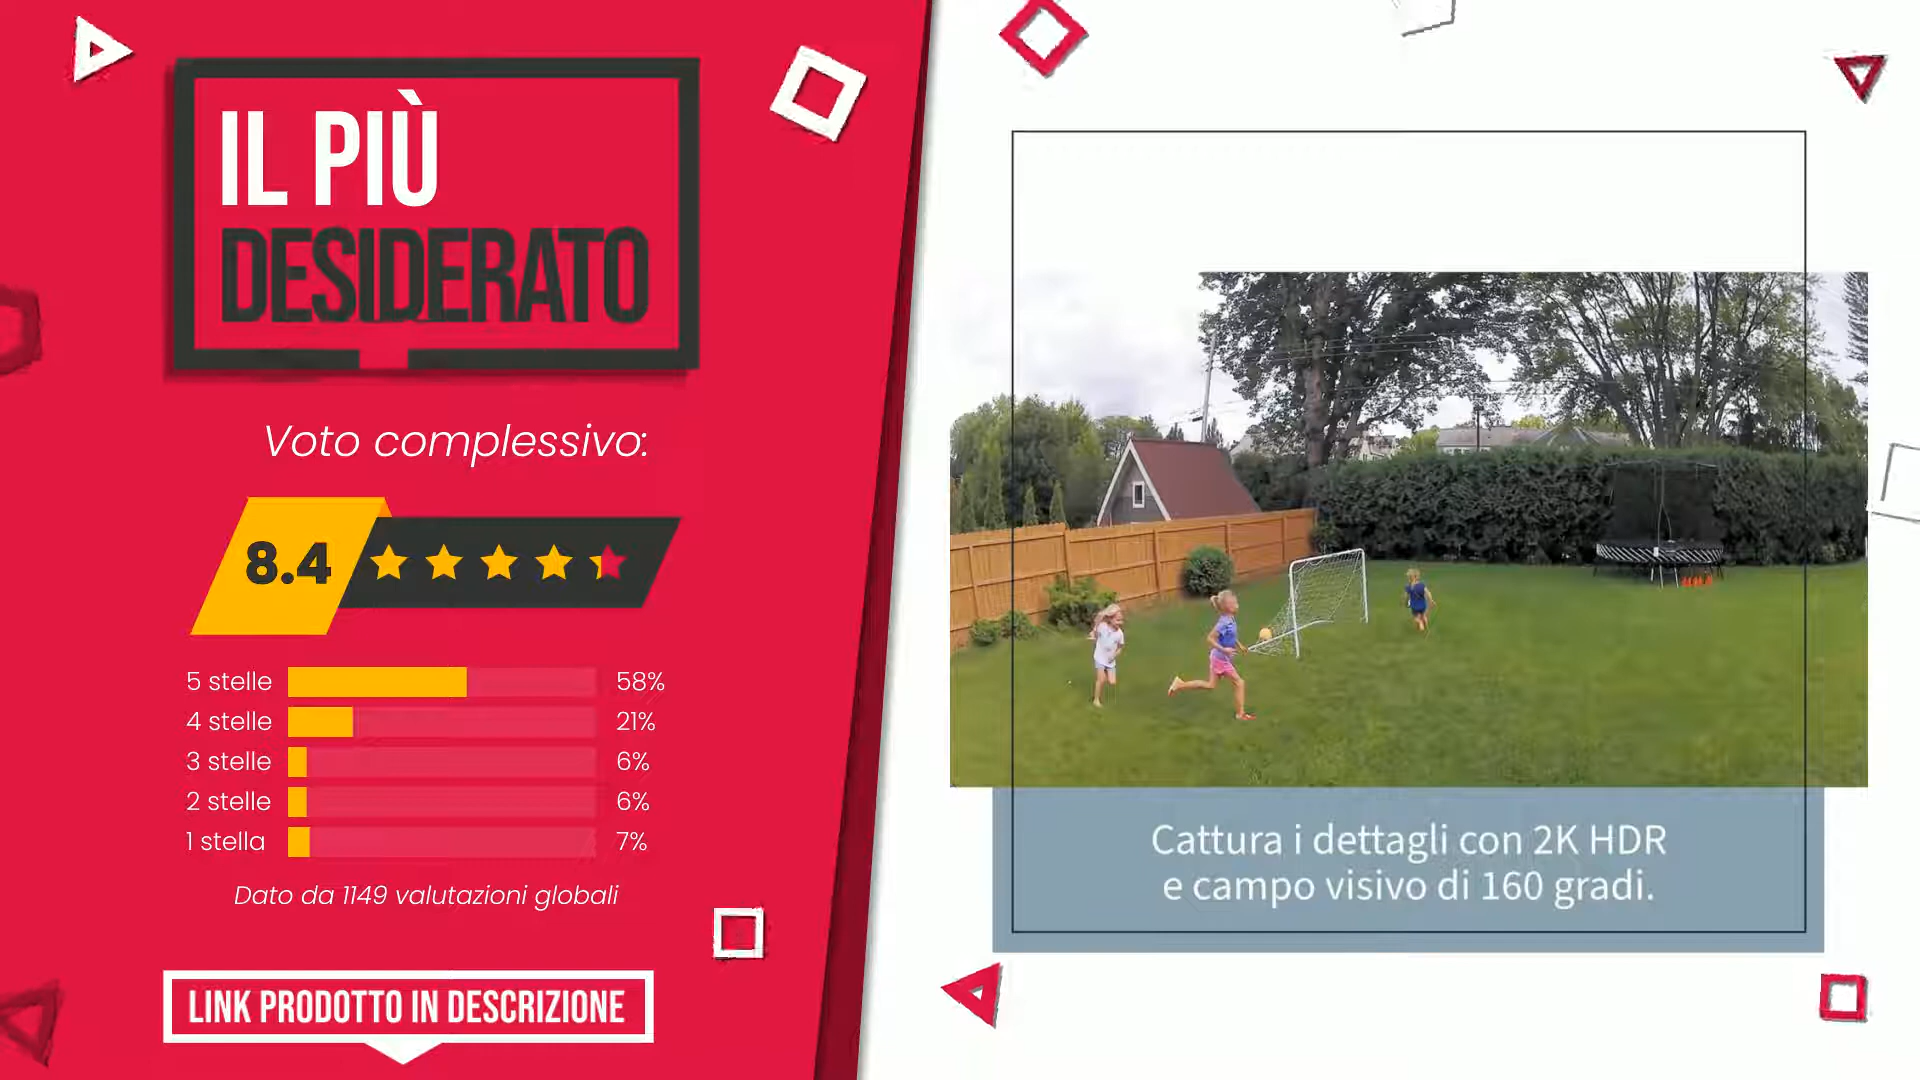 IL PIÙ
DESIDERATO
Voto complessivo:
8.4
5 stelle 58%
4 stelle 21%
3 stelle 6%
2 stelle 6%
1 stella 7%
Dato da 1149 valutazioni globali
LINK PRODOTTO IN DESCRIZIONE
Cattura i dettagli con 2K HDR
e campo visivo di 160 gradi.